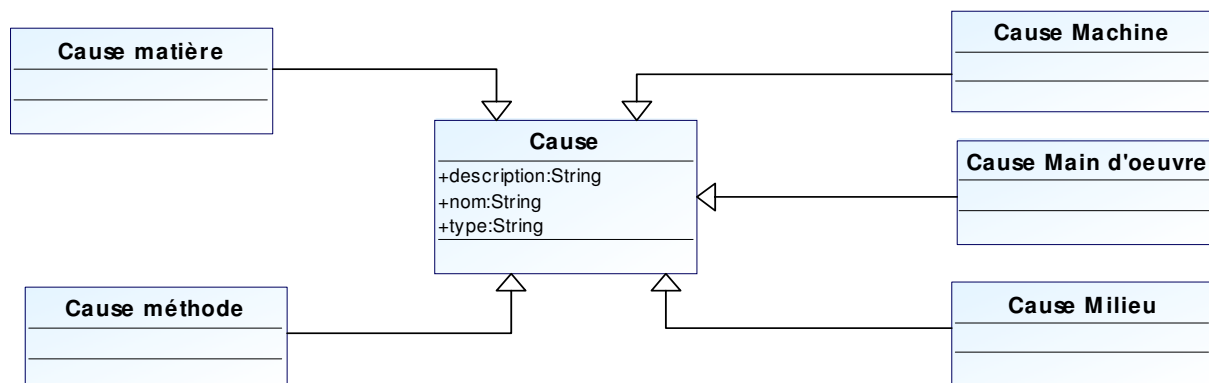 Cause matière
Cause Machine
Cause
+description:String
+nom:String
+type:String
Cause Main d'oeuvre
Cause méthode
Cause Milieu